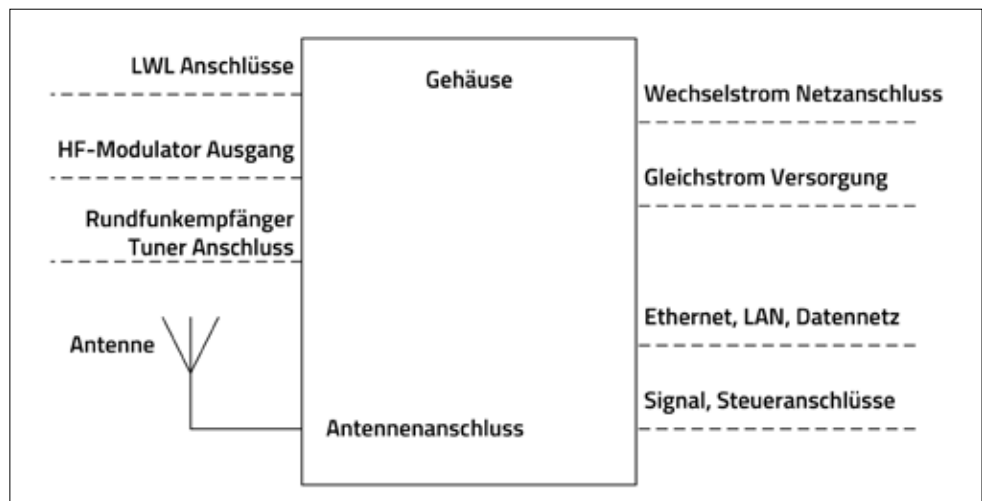 LWL Anschlüsse
HF-Modulator Ausgang
Rundfunkempfänger
Tuner Anschluss
Antenne
Gehäuse
Antennenanschluss
Wechselstrom Netzanschluss
Gleichstrom Versorgung
Ethernet, LAN, Datennetz
Signal, Steueranschlüsse